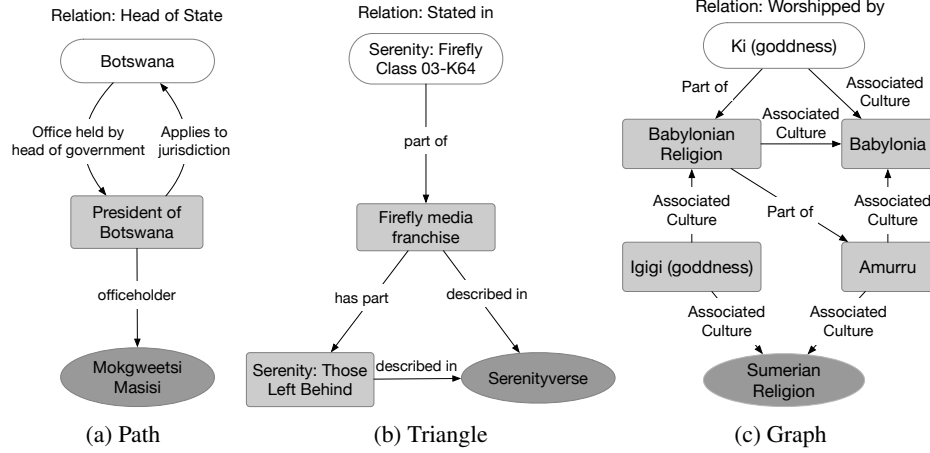 Relation: Head of State
Botswana
Office held by
head of government
Applies to
jurisdiction
President of
Botswana
officeholder
Mokgweetsi
Masisi
(a) Path
Relation: Stated in
Serenity: Firefly
Class 03-K64
part of
Firefly media
franchise
has part
described in
Serenity: Those
Left Behind
described in
Serenityverse
(b) Triangle
Relation: Worshipped by
Ki (goddness)
Part of
Associated
Culture
Associated
Culture
Babylonian
Religion
Babylonia
Associated
Culture
Part of
Associated
Culture
Igigi (goddness)
Amurru
Associated
Culture
Associated
Culture
Sumerian
Religion
(c) Graph